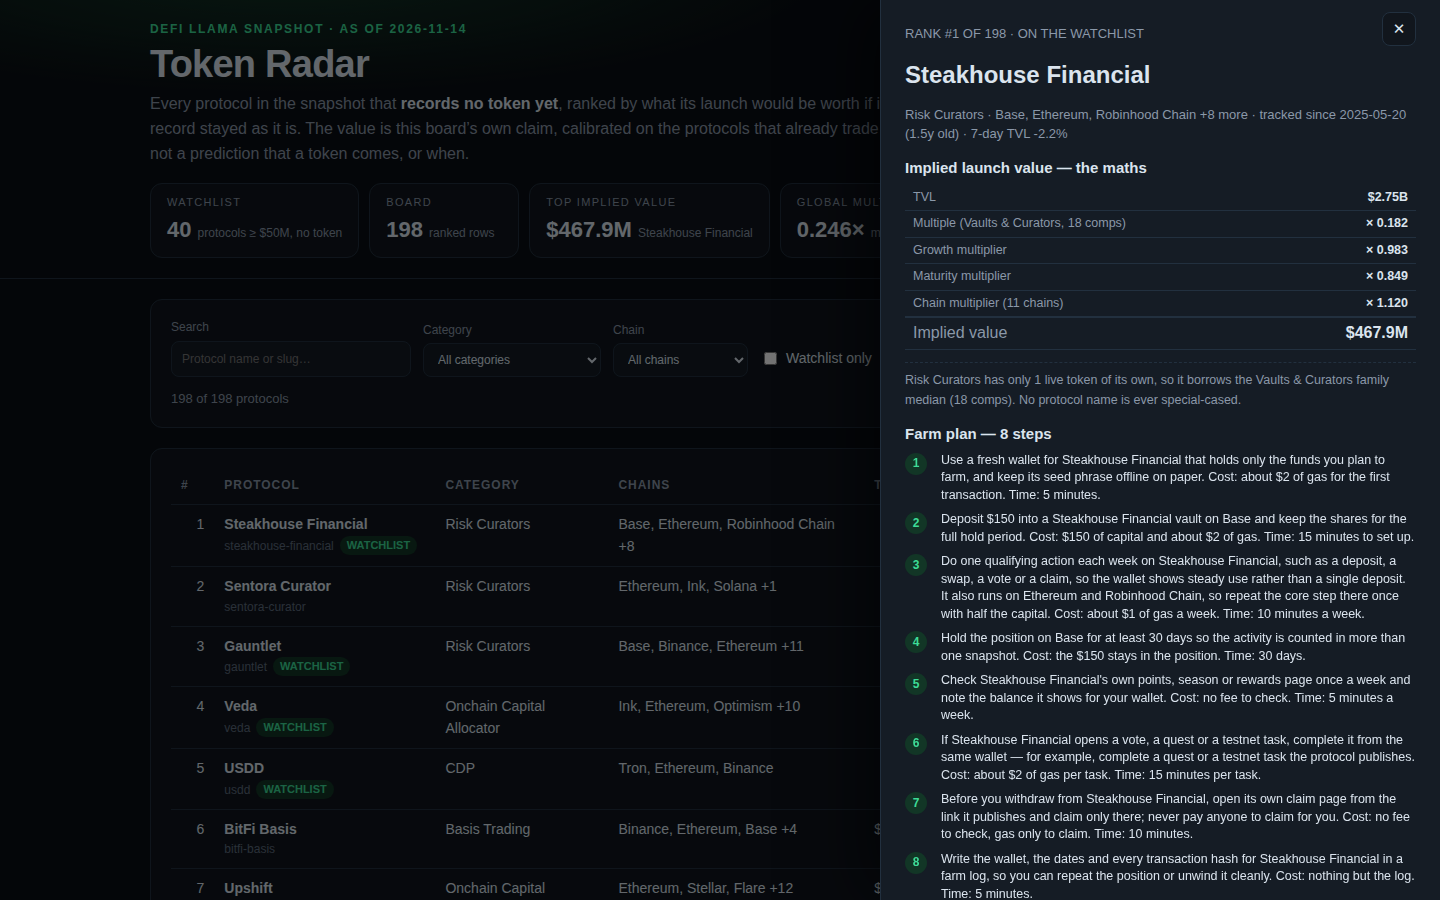 DEFI LLAMA SNAPSHOT · AS OF 2026-11-14
Token Radar
Every protocol in the snapshot that records no token yet, ranked by what its launch would be worth if i
record stayed as it is. The value is this board's own claim, calibrated on the protocols that already trade
not a prediction that a token comes, or when.
WATCHLIST
40 protocols ≥ $50M, no token
BOARD
198 ranked rows
TOP IMPLIED VALUE
$467.9M Steakhouse Financial
GLOBAL MUL
0.246× m
Search
Protocol name or slug…
Category
All categories
Chain
All chains
Watchlist only
198 of 198 protocols
# PROTOCOL CATEGORY CHAINS T
1 Steakhouse Financial Risk Curators Base, Ethereum, Robinhood Chain
steakhouse-financial WATCHLIST +8
2 Sentora Curator Risk Curators Ethereum, Ink, Solana +1
sentora-curator
3 Gauntlet Risk Curators Base, Binance, Ethereum +11
gauntlet WATCHLIST
4 Veda Onchain Capital Ink, Ethereum, Optimism +10
veda WATCHLIST Allocator
5 USDD CDP Tron, Ethereum, Binance
usdd WATCHLIST
6 BitFi Basis Basis Trading Binance, Ethereum, Base +4 $
bitfi-basis
7 Upshift Onchain Capital Ethereum, Stellar, Flare +12 $
✕
RANK #1 OF 198 · ON THE WATCHLIST
Steakhouse Financial
Risk Curators · Base, Ethereum, Robinhood Chain +8 more · tracked since 2025-05-20
(1.5y old) · 7-day TVL -2.2%
Implied launch value — the maths
TVL $2.75B
Multiple (Vaults & Curators, 18 comps) × 0.182
Growth multiplier × 0.983
Maturity multiplier × 0.849
Chain multiplier (11 chains) × 1.120
Implied value $467.9M
Risk Curators has only 1 live token of its own, so it borrows the Vaults & Curators family
median (18 comps). No protocol name is ever special-cased.
Farm plan — 8 steps
1 Use a fresh wallet for Steakhouse Financial that holds only the funds you plan to
farm, and keep its seed phrase offline on paper. Cost: about $2 of gas for the first
transaction. Time: 5 minutes.
2 Deposit $150 into a Steakhouse Financial vault on Base and keep the shares for the
full hold period. Cost: $150 of capital and about $2 of gas. Time: 15 minutes to set up.
3 Do one qualifying action each week on Steakhouse Financial, such as a deposit, a
swap, a vote or a claim, so the wallet shows steady use rather than a single deposit.
It also runs on Ethereum and Robinhood Chain, so repeat the core step there once
with half the capital. Cost: about $1 of gas a week. Time: 10 minutes a week.
4 Hold the position on Base for at least 30 days so the activity is counted in more than
one snapshot. Cost: the $150 stays in the position. Time: 30 days.
5 Check Steakhouse Financial's own points, season or rewards page once a week and
note the balance it shows for your wallet. Cost: no fee to check. Time: 5 minutes a
week.
6 If Steakhouse Financial opens a vote, a quest or a testnet task, complete it from the
same wallet — for example, complete a quest or a testnet task the protocol publishes.
Cost: about $2 of gas per task. Time: 15 minutes per task.
7 Before you withdraw from Steakhouse Financial, open its own claim page from the
link it publishes and claim only there; never pay anyone to claim for you. Cost: no fee
to check, gas only to claim. Time: 10 minutes.
8 Write the wallet, the dates and every transaction hash for Steakhouse Financial in a
farm log, so you can repeat the position or unwind it cleanly. Cost: nothing but the log.
Time: 5 minutes.